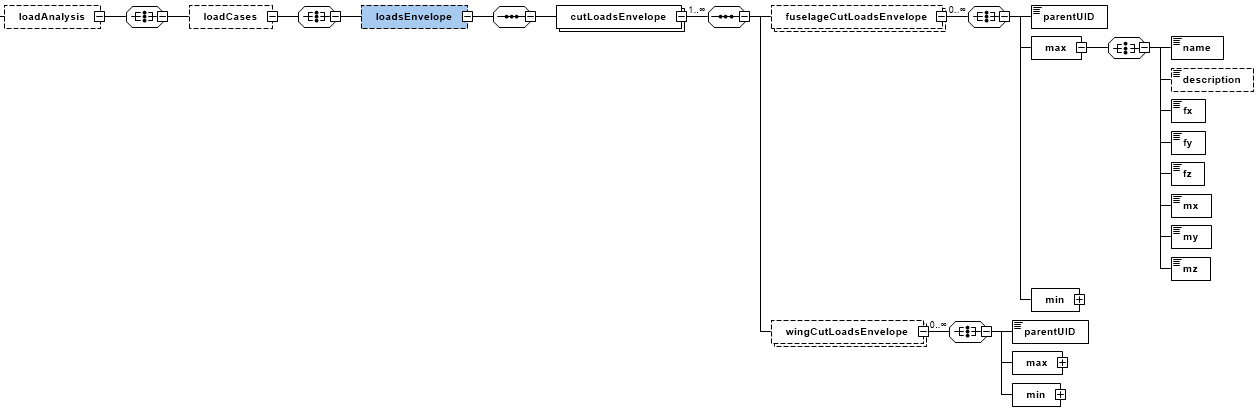 loadAnalysis
loadCases
loadsEnvelope
cutLoadsEnvelope
1..∞
fuselageCutLoadsEnvelope
0..∞
parentUID
max
name
description
fx
fy
fz
mx
my
mz
min
wingCutLoadsEnvelope
0..∞
parentUID
max
min